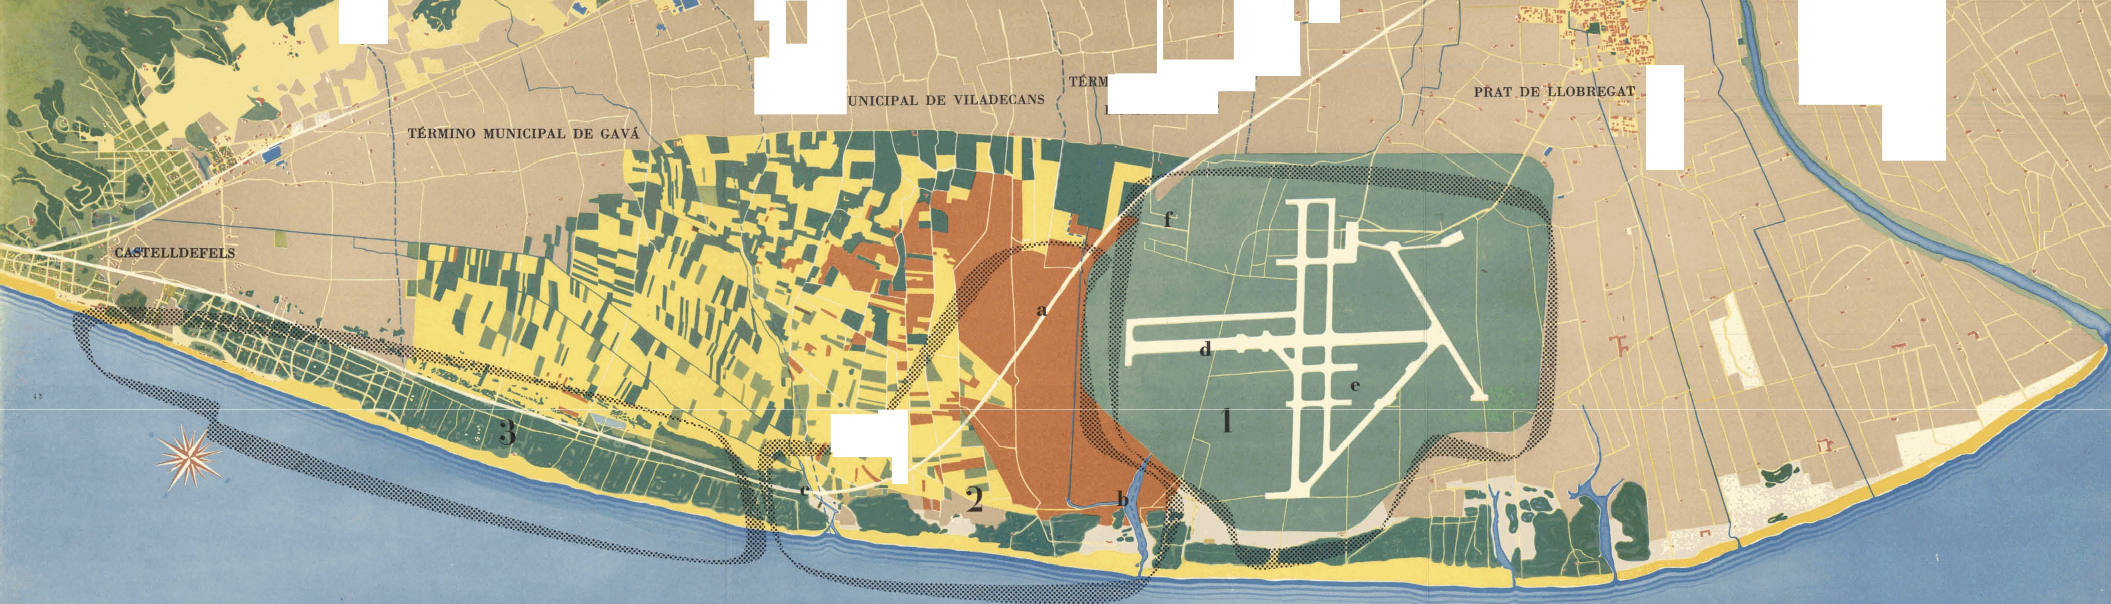 TÉRM
UNICIPAL DE VILADECANS
PRAT DE LLOBREGAT
TÉRMINO MUNICIPAL DE GAVÁ
f
CASTELLDEFELS
a
d
e
1
3
c
2
b